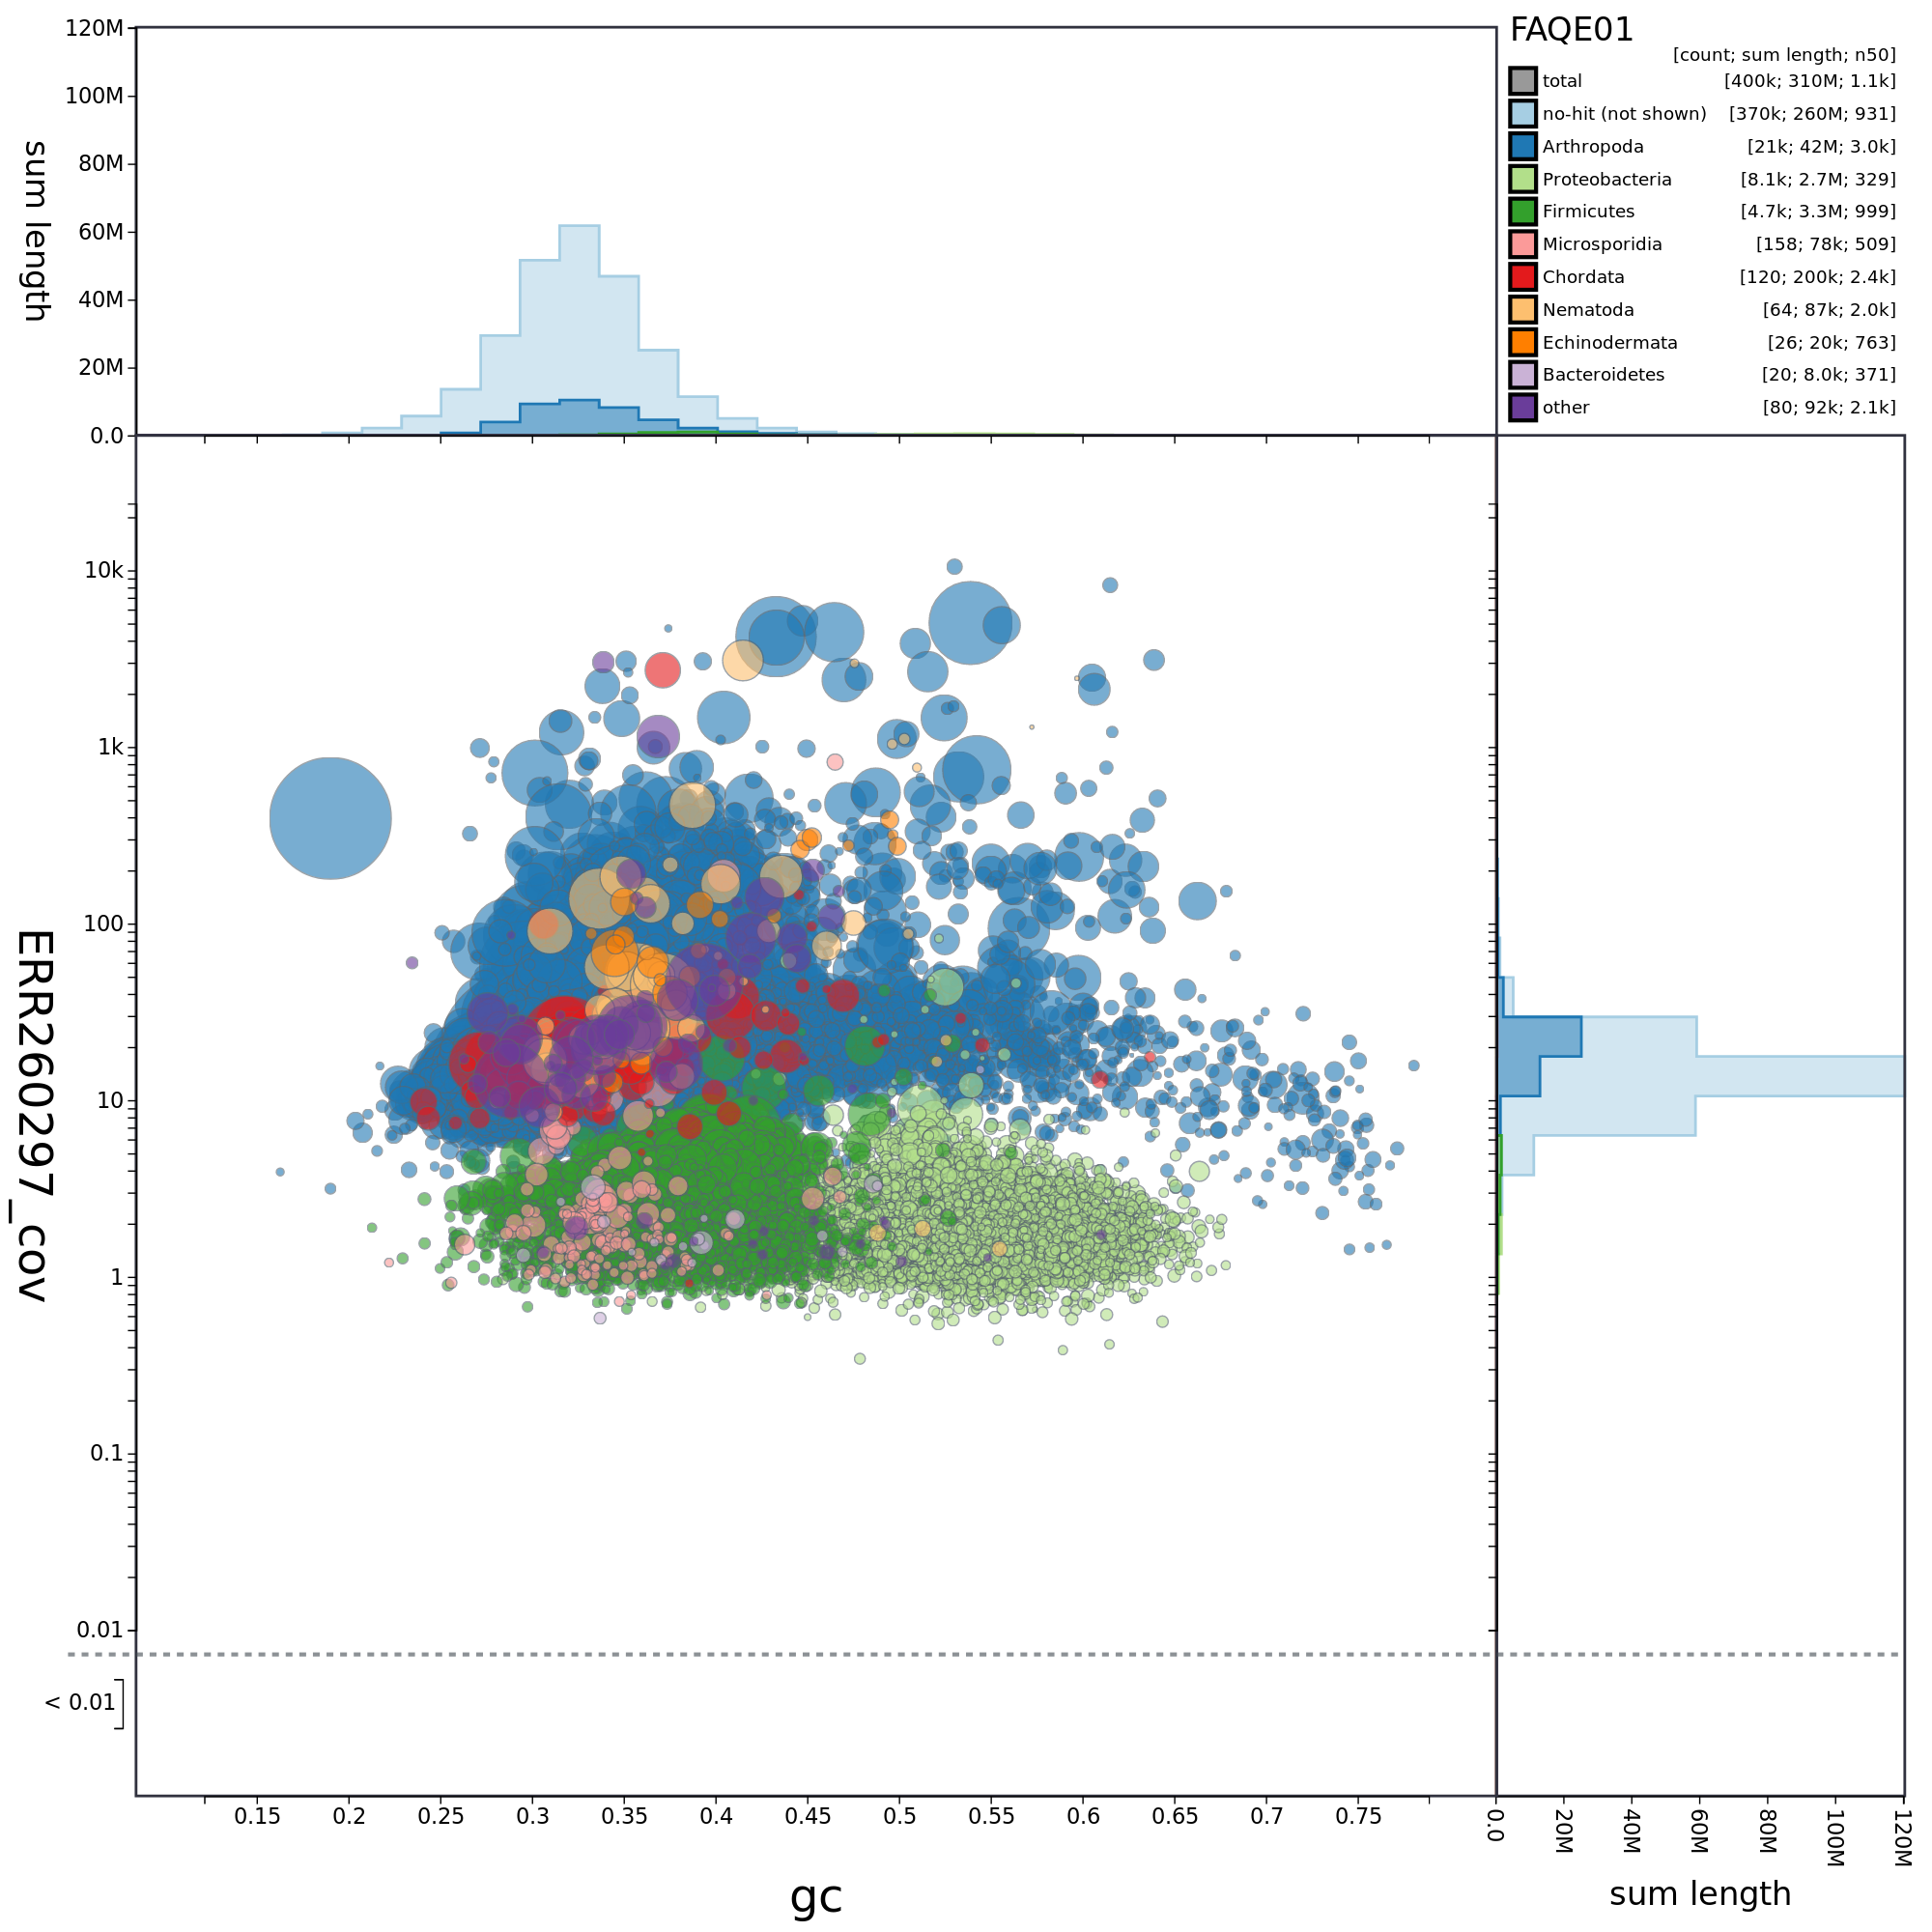 120M
100M
80M
60M
40M
20M
0.0
sum length
FAQE01
[count; sum length; n50]
total [400k; 310M; 1.1k]
no-hit (not shown) [370k; 260M; 931]
Arthropoda [21k; 42M; 3.0k]
Proteobacteria [8.1k; 2.7M; 329]
Firmicutes [4.7k; 3.3M; 999]
Microsporidia [158; 78k; 509]
Chordata [120; 200k; 2.4k]
Nematoda [64; 87k; 2.0k]
Echinodermata [26; 20k; 763]
Bacteroidetes [20; 8.0k; 371]
other [80; 92k; 2.1k]
10k
1k
100
10
1
0.1
0.01
< 0.01
ERR260297_cov
0.15 0.2 0.25 0.3 0.35 0.4 0.45 0.5 0.55 0.6 0.65 0.7 0.75
gc
0.0 20M 40M 60M 80M 100M 120M
sum length